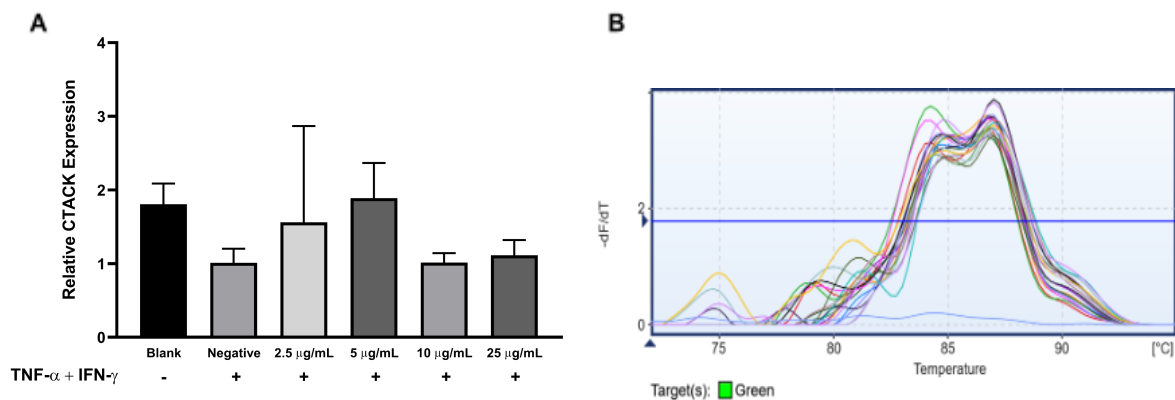 A
Relative CTACK Expression
4
3
2
1
0
Blank Negative 2.5 μg/mL 5 μg/mL 10 μg/mL 25 μg/mL
TNF-α + IFN-γ - + + + + +
B
-dF/dT
2
0
75 80 85 90 [°C]
Temperature
Target(s): Green